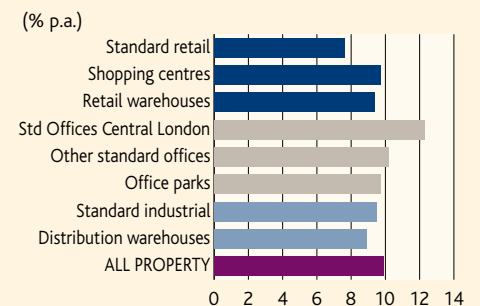 (% p.a.)
Standard retail
Shopping centres
Retail warehouses
Std Offices Central London
Other standard offices
Office parks
Standard industrial
Distribution warehouses
ALL PROPERTY
0 2 4 6 8 10 12 14